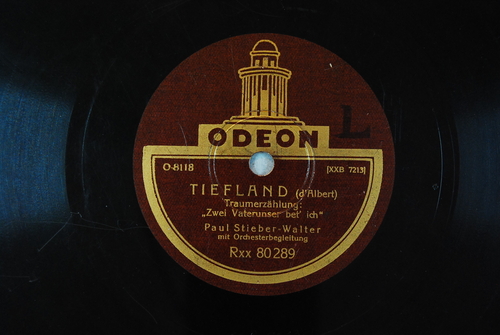 ODEON
L
O-8118 [XXB 7213]
TIEFLAND (d'Albert)
Traumerzählung:
„Zwei Vaterunser bet' ich"
Paul Stieber-Walter
mit Orchesterbegleitung
Rxx 80289